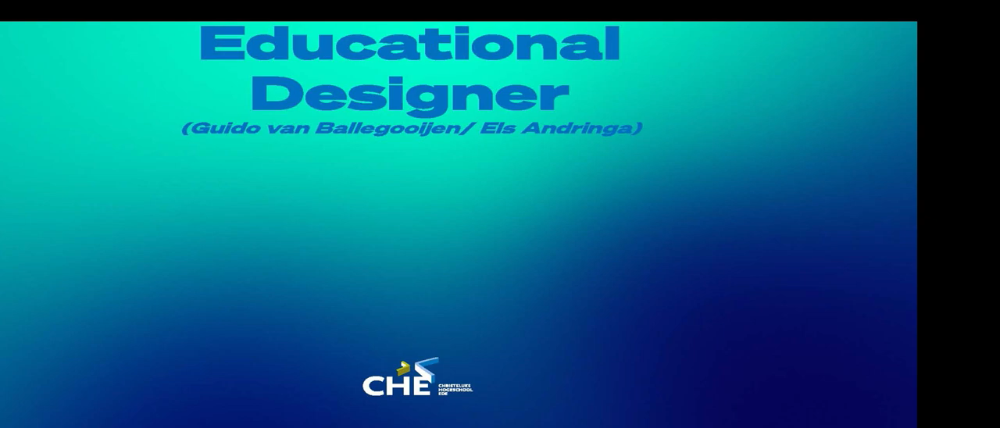 Educational
Designer
(Guido van Ballegooijen/ Els Andringa)
CHE
CHRISTELIJKE
HOGESCHOOL
EDE